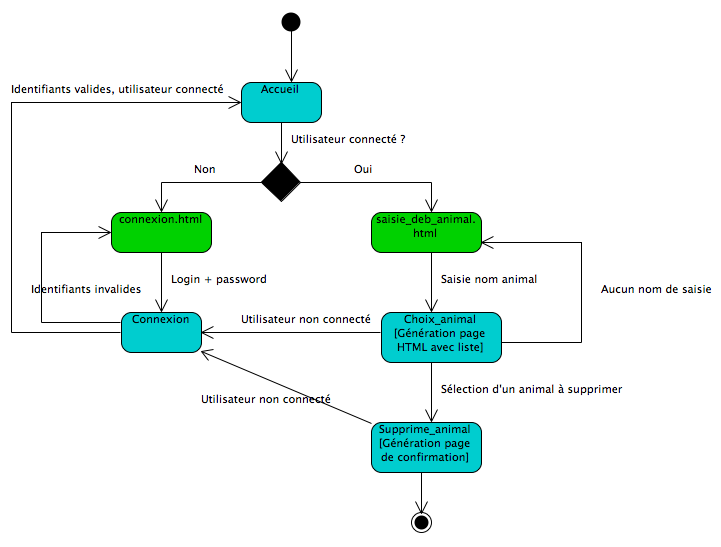 Identifiants valides, utilisateur connecté
Accueil
Utilisateur connecté ?
Non
Oui
connexion.html
saisie_deb_animal.
html
Login + password
Saisie nom animal
Identifiants invalides
Aucun nom de saisie
Connexion
Utilisateur non connecté
Choix_animal
[Génération page
HTML avec liste]
Sélection d'un animal à supprimer
Utilisateur non connecté
Supprime_animal
[Génération page
de confirmation]